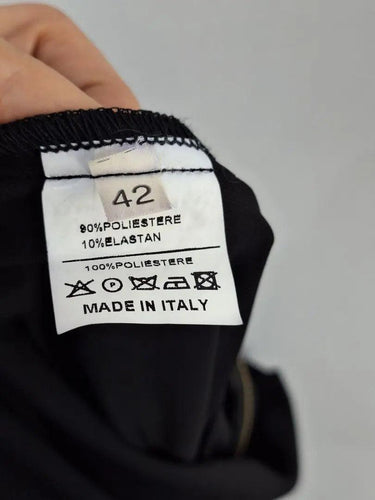 42
90%POLIESTERE
10%ELASTAN
100%POLIESTERE
P
MADE IN ITALY